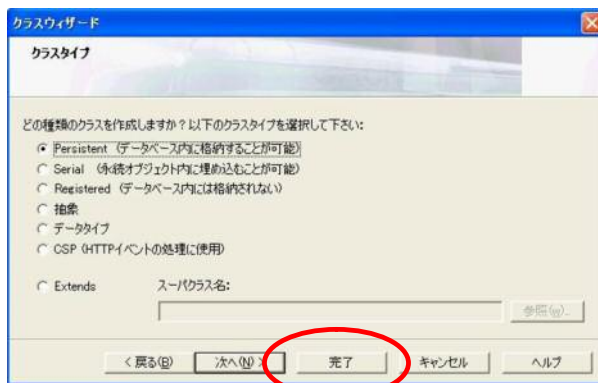 クラスウィザード
クラスタイプ
どの種類のクラスを作成しますか?以下のクラスタイプを選択して下さい:
Persistent (データベース内に格納することが可能)
Serial (永続オブジェクト内に埋め込むことが可能)
Registered (データベース内には格納されない)
抽象
データタイプ
CSP (HTTPイベントの処理に使用)
Extends スーパクラス名:
参照(w)...
< 戻る(B) 次へ(N) > 完了 キャンセル ヘルプ